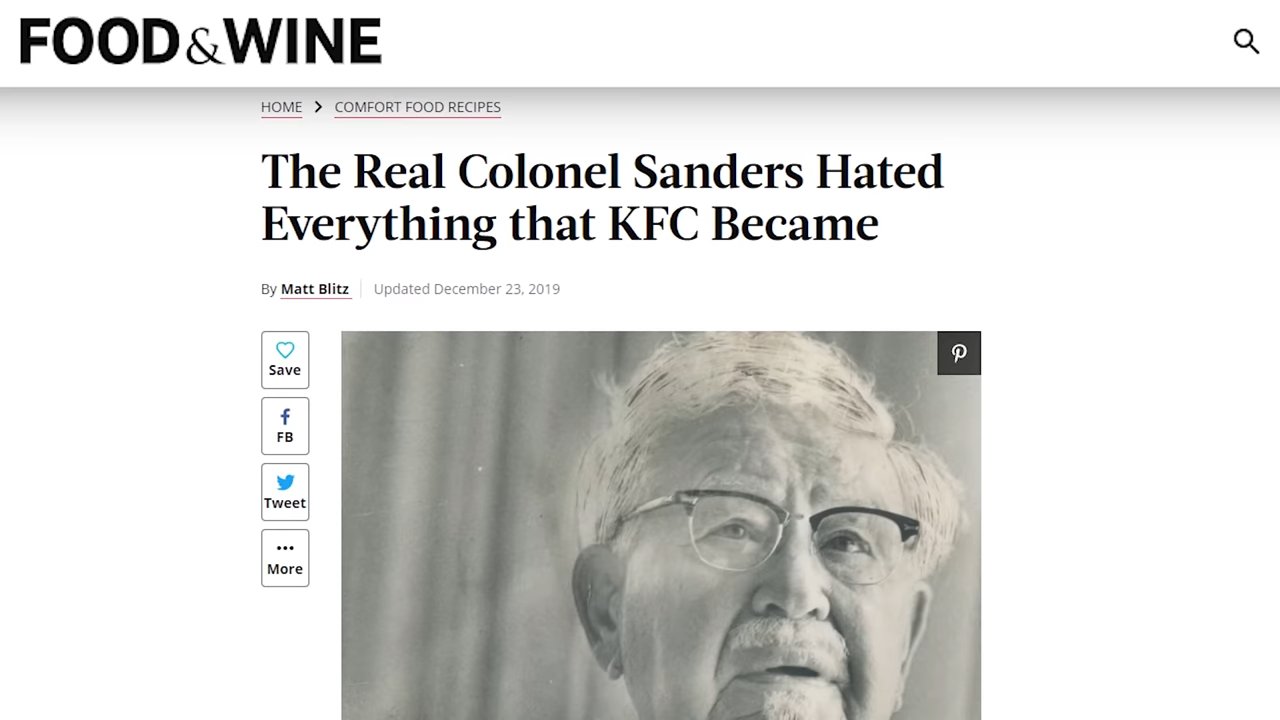 FOOD&WINE
HOME > COMFORT FOOD RECIPES
The Real Colonel Sanders Hated
Everything that KFC Became
By Matt Blitz | Updated December 23, 2019
Save
FB
Tweet
More